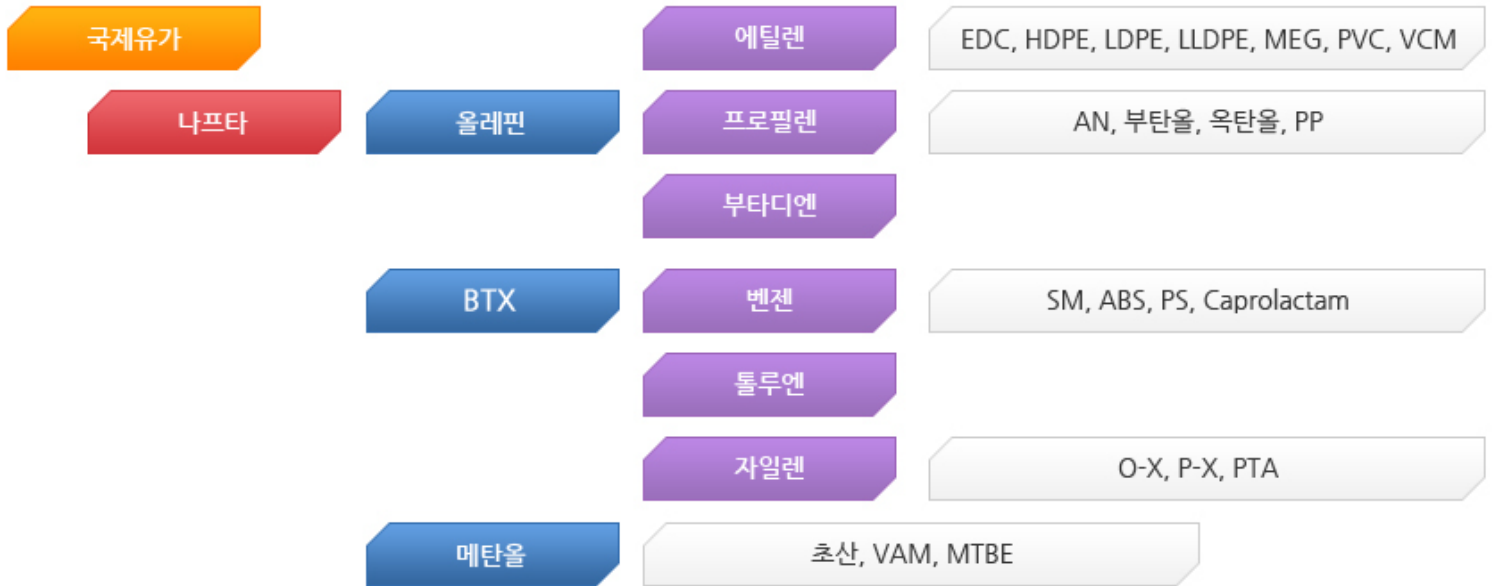 국제유가
에틸렌
EDC, HDPE, LDPE, LLDPE, MEG, PVC, VCM
나프타
올레핀
프로필렌
AN, 부탄올, 옥탄올, PP
부타디엔
BTX
벤젠
SM, ABS, PS, Caprolactam
톨루엔
자일렌
O-X, P-X, PTA
메탄올
초산, VAM, MTBE